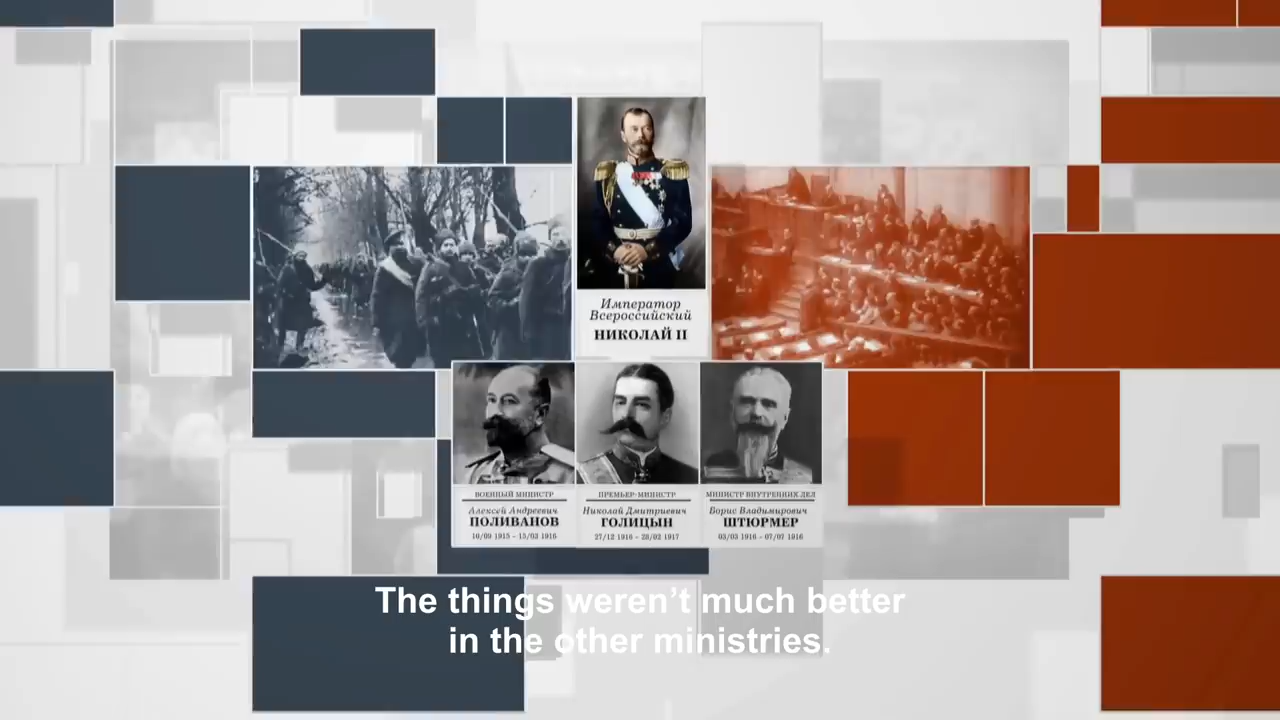 Император
Всероссийский
НИКОЛАЙ II
ВОЕННЫЙ МИНИСТР
Алексей Андреевич
ПОЛИВАНОВ
10/09 1915 – 13/03 1916
ПРЕМЬЕР-МИНИСТР
Николай Дмитриевич
ГОЛИЦЫН
27/12 1916 – 28/02 1917
МИНИСТР ВНУТРЕННИХ ДЕЛ
Борис Владимирович
ШТЮРМЕР
03/03 1916 – 07/07 1916
The things weren't much better
in the other ministries.